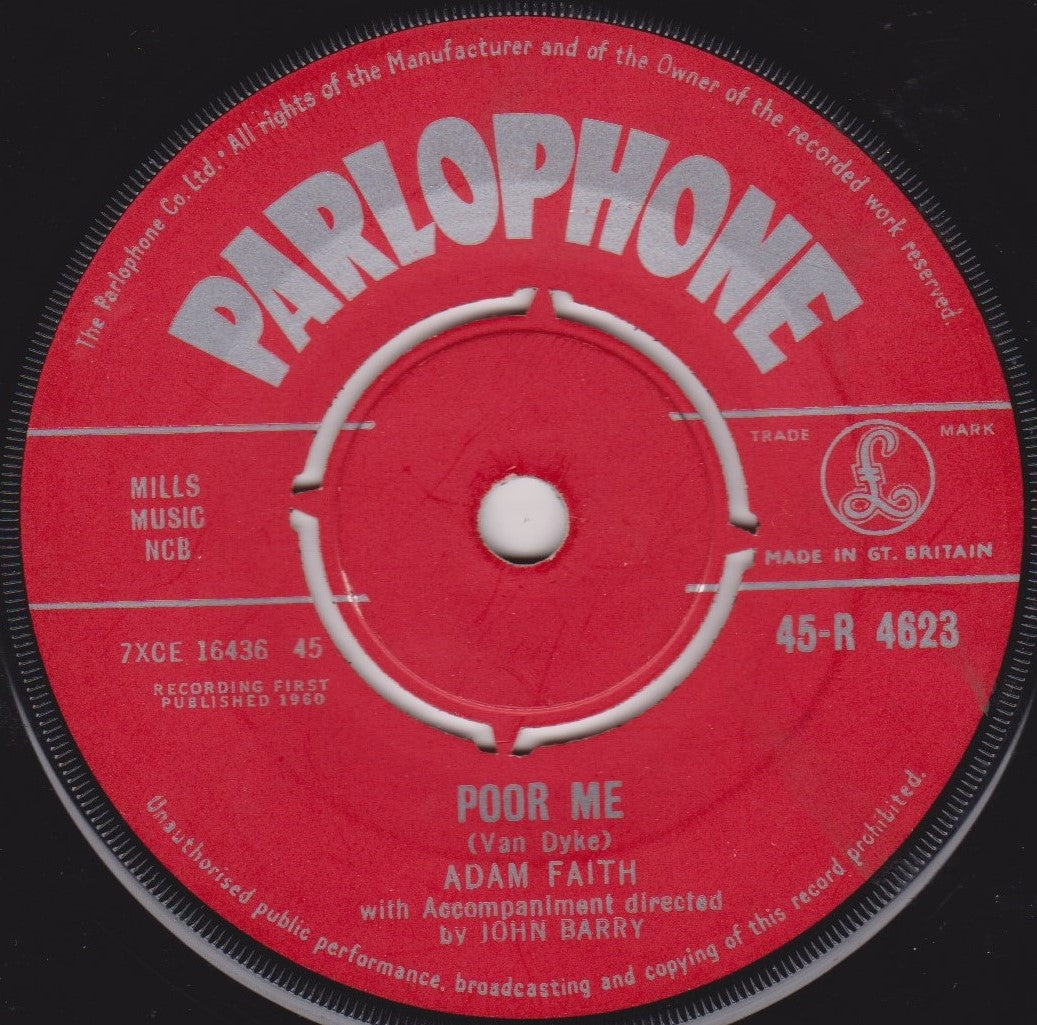 The Parlophone Co. Ltd. • All rights of the Manufacturer and of the Owner of the recorded work reserved.
PARLOPHONE
TRADE MARK
£
MILLS
MUSIC
NCB
MADE IN GT. BRITAIN
7XCE 16436 45
45-R 4623
RECORDING FIRST
PUBLISHED 1960
POOR ME
(Van Dyke)
ADAM FAITH
with Accompaniment directed
by JOHN BARRY
Unauthorised public performance, broadcasting and copying of this record prohibited.